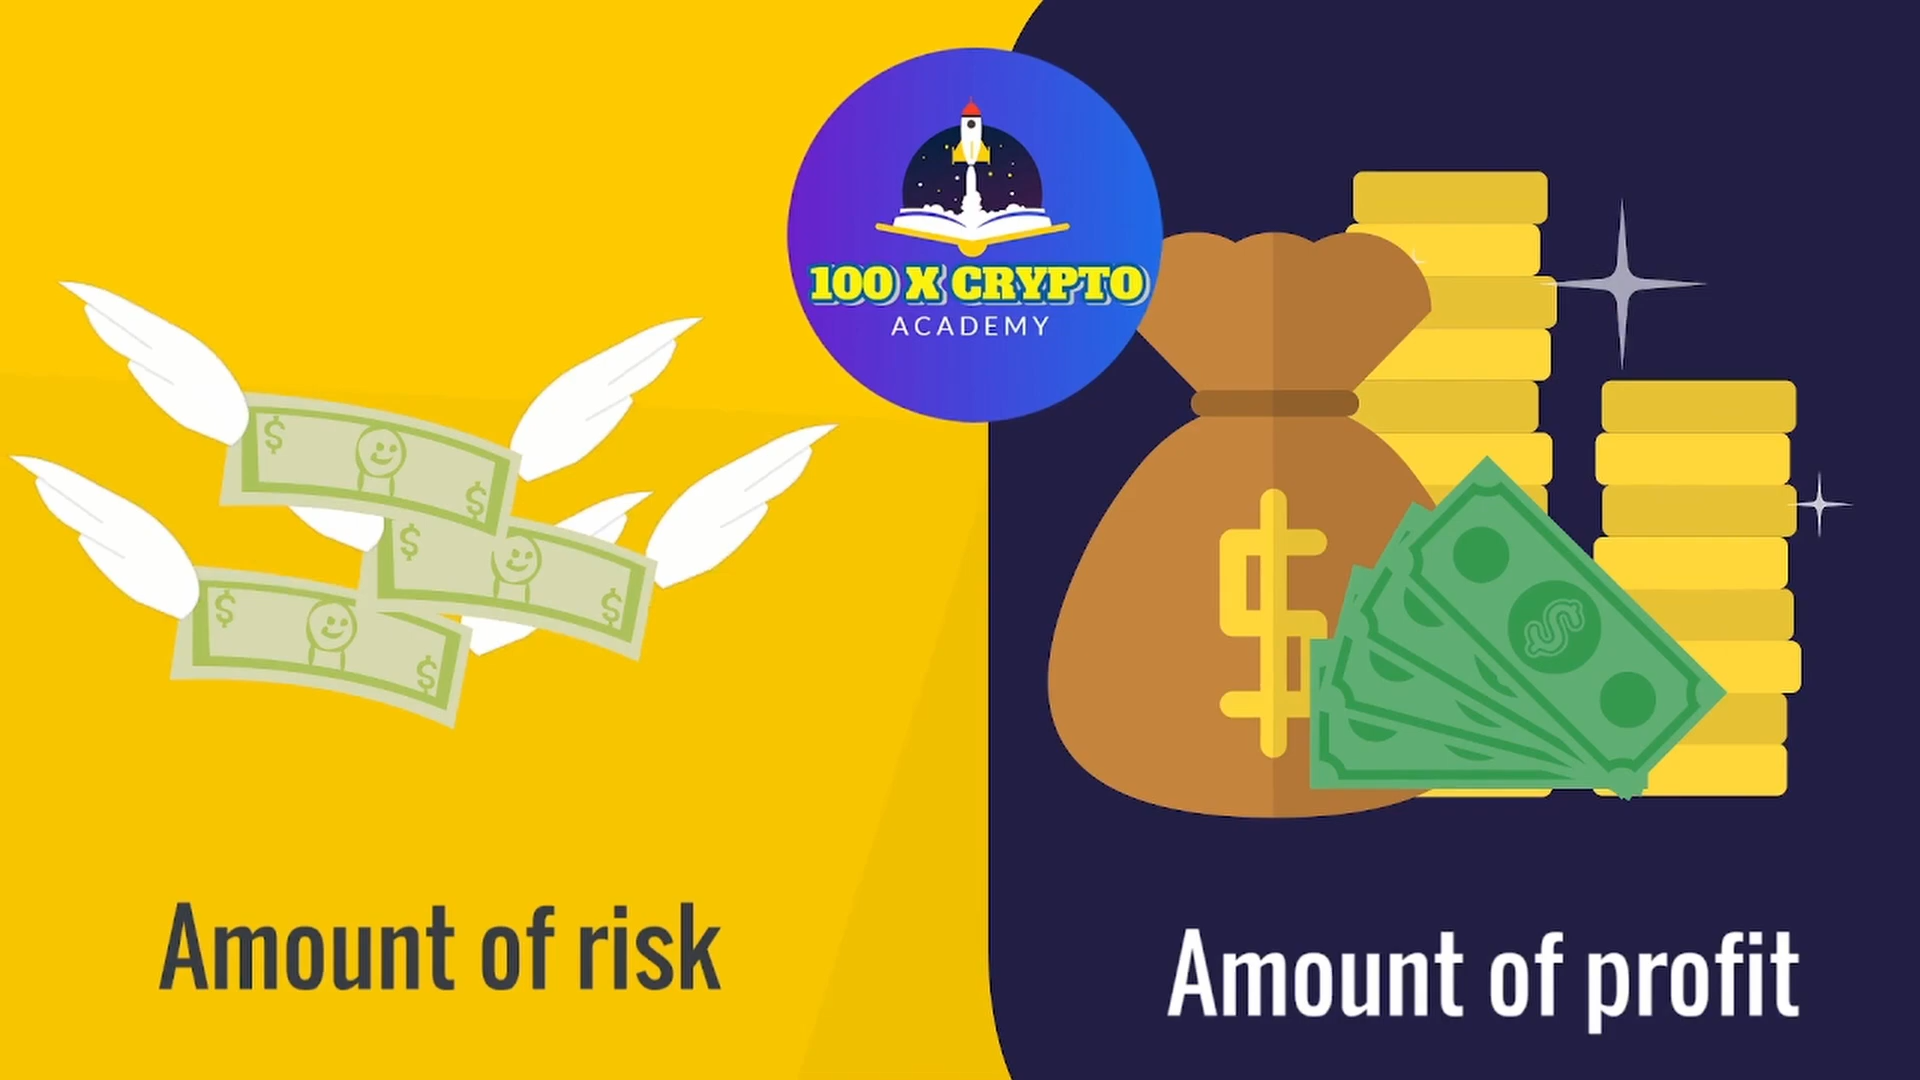 100 X CRYPTO
ACADEMY
$
$
$
$
$
$
$
$
Amount of risk
Amount of profit